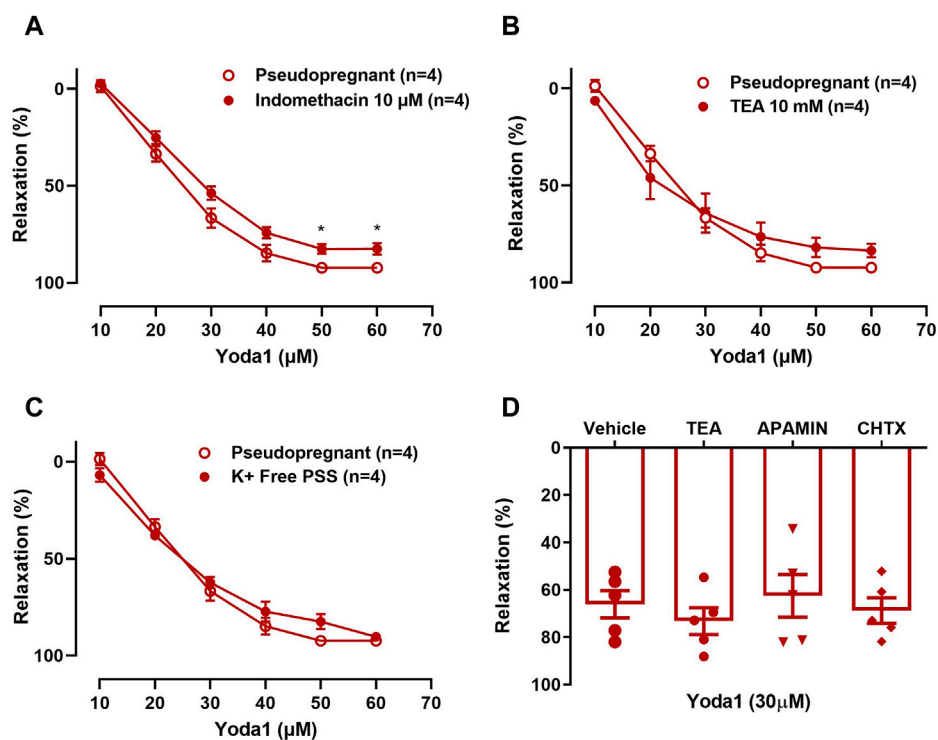 A
Pseudopregnant (n=4)
Indomethacin 10 µM (n=4)
Relaxation (%)
0
50
100
* *
10 20 30 40 50 60 70
Yoda1 (µM)
B
Pseudopregnant (n=4)
TEA 10 mM (n=4)
Relaxation (%)
0
50
100
10 20 30 40 50 60 70
Yoda1 (µM)
C
Pseudopregnant (n=4)
K+ Free PSS (n=4)
Relaxation (%)
0
50
100
10 20 30 40 50 60 70
Yoda1 (µM)
D
Vehicle TEA APAMIN CHTX
Relaxation (%)
0
20
40
60
80
100
Yoda1 (30µM)